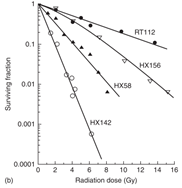 1
0.1
0.01
0.001
0.0001
Surviving fraction
RT112
HX156
HX58
HX142
0 2 4 6 8 10 12 14 16
(b) Radiation dose (Gy)